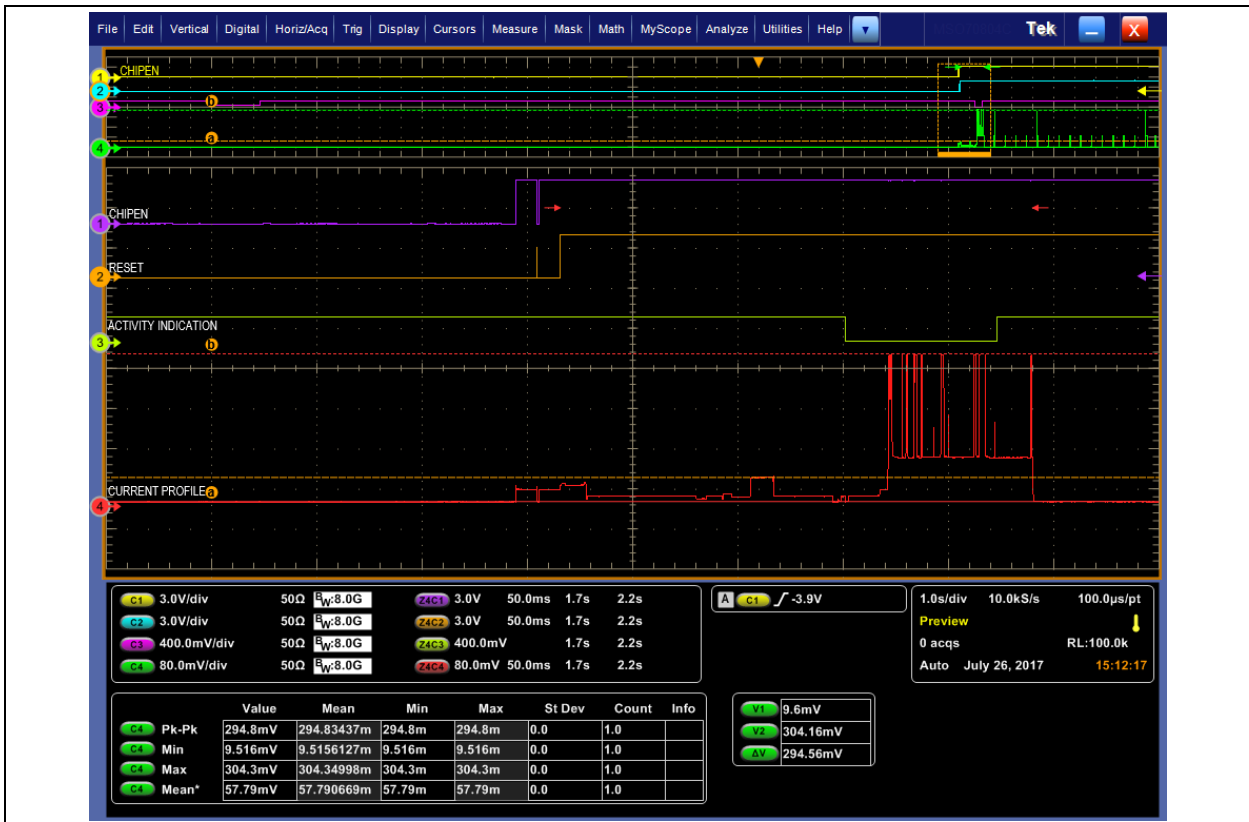 File Edit Vertical Digital Horiz/Acq Trig Display Cursors Measure Mask Math MyScope Analyze Utilities Help Tek X
CHIPEN
1
2
b
3
a
4
CHIPEN
1
RESET
2
ACTIVITY INDICATION
3 b
CURRENT PROFILE a
4
C1 3.0V/div 50Ω BW:8.0G Z4C1 3.0V 50.0ms 1.7s 2.2s
C2 3.0V/div 50Ω BW:8.0G Z4C2 3.0V 50.0ms 1.7s 2.2s
C3 400.0mV/div 50Ω BW:8.0G Z4C3 400.0mV 1.7s 2.2s
C4 80.0mV/div 50Ω BW:8.0G Z4C4 80.0mV 50.0ms 1.7s 2.2s
A C1 -3.9V
1.0s/div 10.0kS/s 100.0µs/pt
Preview
0 acqs RL:100.0k
Auto July 26, 2017 15:12:17
Value Mean Min Max St Dev Count Info
C4 Pk-Pk 294.8mV 294.83437m 294.8m 294.8m 0.0 1.0
C4 Min 9.516mV 9.5156127m 9.516m 9.516m 0.0 1.0
C4 Max 304.3mV 304.34998m 304.3m 304.3m 0.0 1.0
C4 Mean* 57.79mV 57.790669m 57.79m 57.79m 0.0 1.0
V1 9.6mV
V2 304.16mV
ΔV 294.56mV